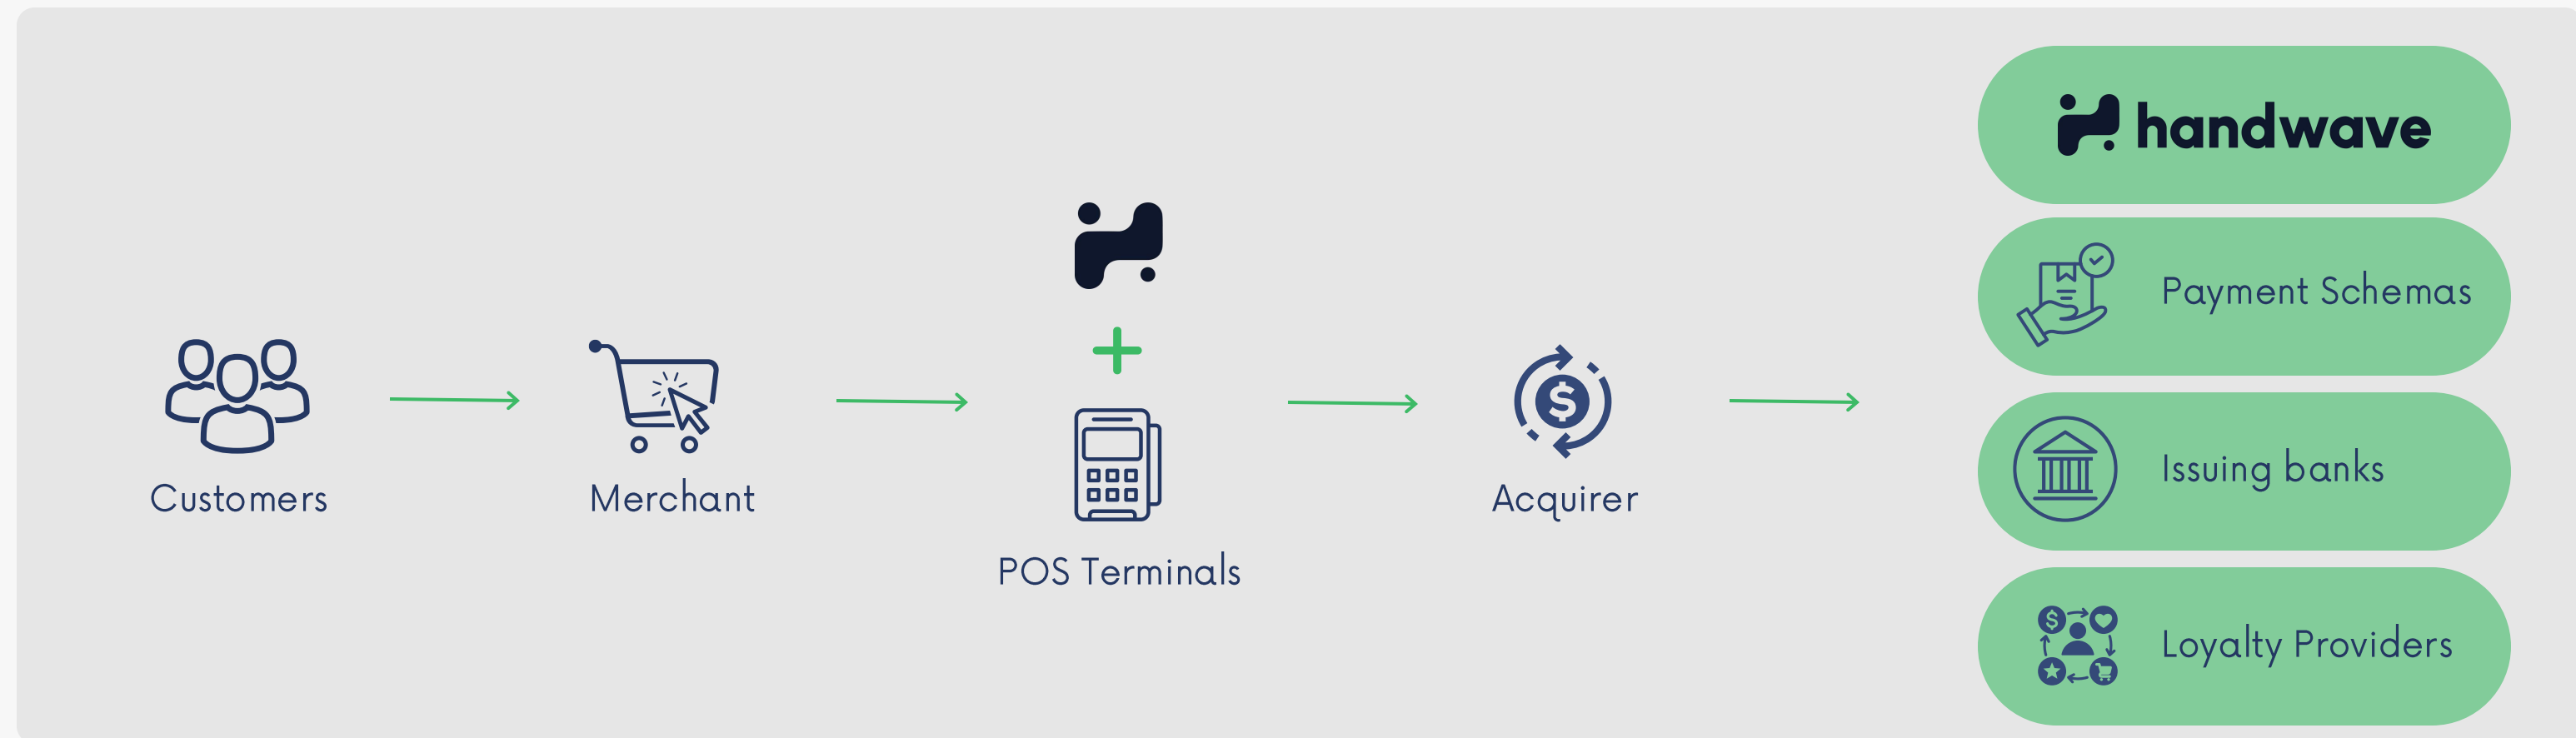 Customers
Merchant
POS Terminals
Acquirer
handwave
Payment Schemas
Issuing banks
Loyalty Providers